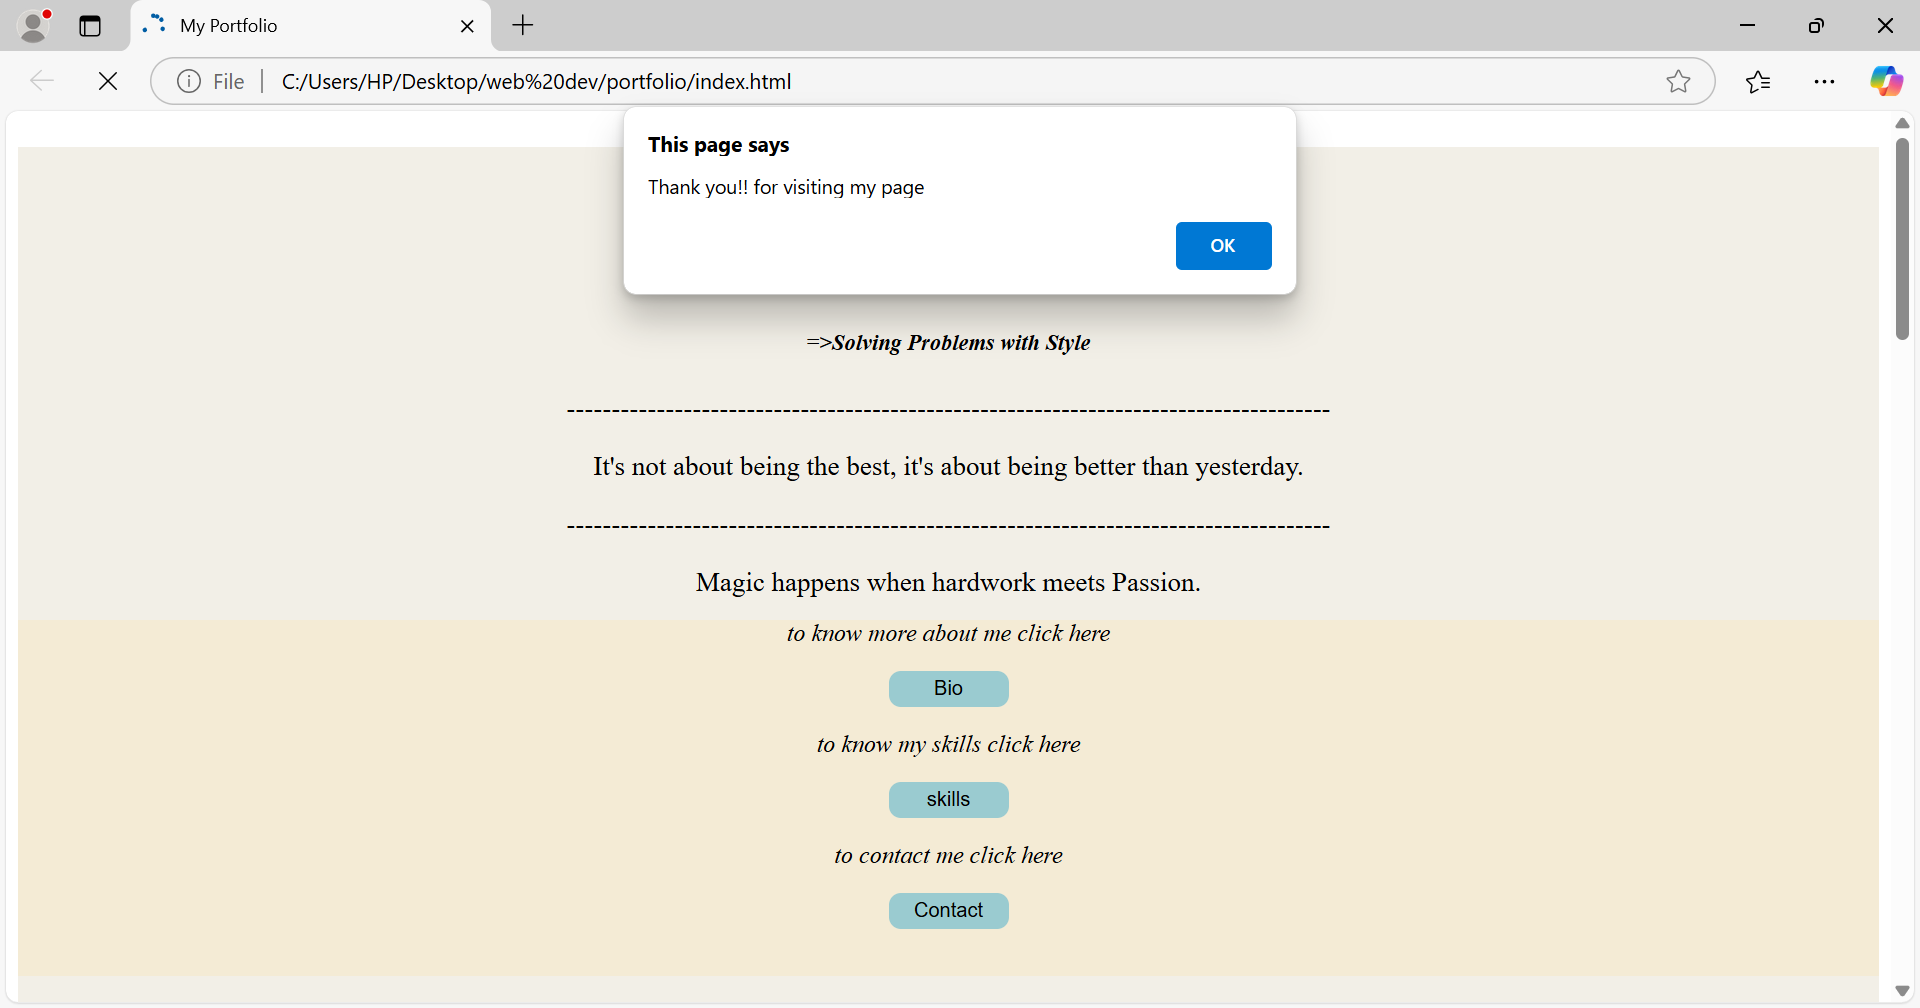 My Portfolio
File
C:/Users/HP/Desktop/web%20dev/portfolio/index.html
This page says
Thank you!! for visiting my page
OK
=>Solving Problems with Style
-------------------------------------------------------------------------------------
It's not about being the best, it's about being better than yesterday.
-------------------------------------------------------------------------------------
Magic happens when hardwork meets Passion.
to know more about me click here
Bio
to know my skills click here
skills
to contact me click here
Contact